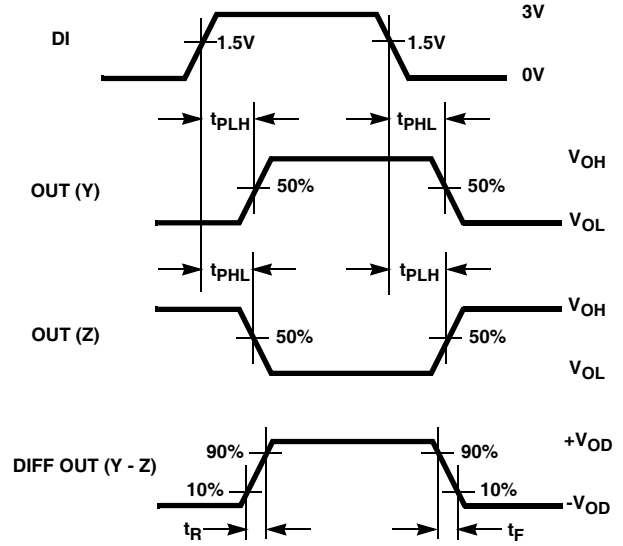 3V
DI
1.5V
1.5V
0V
tPLH
tPHL
VOH
50%
50%
OUT (Y)
VOL
tPHL
tPLH
VOH
OUT (Z)
50%
50%
VOL
+VOD
90%
90%
DIFF OUT (Y - Z)
10%
10%
-VOD
tR
tF